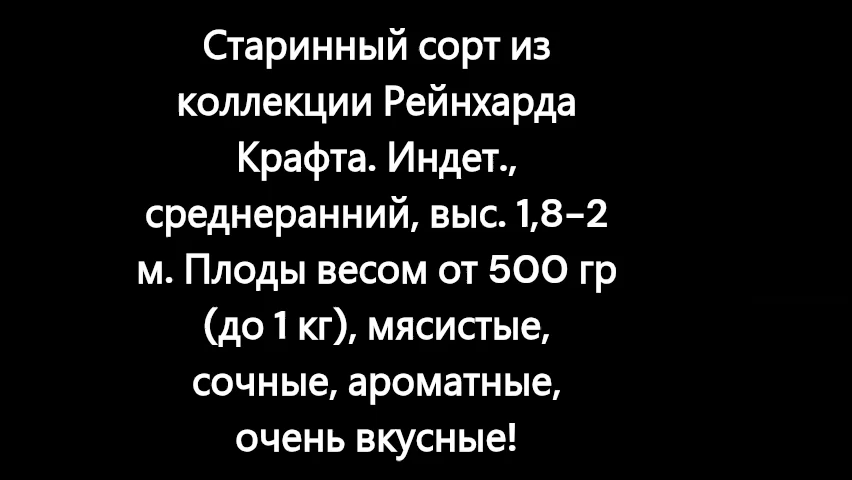 Старинный сорт из
коллекции Рейнхарда
Крафта. Индет.,
среднеранний, выс. 1,8–2
м. Плоды весом от 500 гр
(до 1 кг), мясистые,
сочные, ароматные,
очень вкусные!